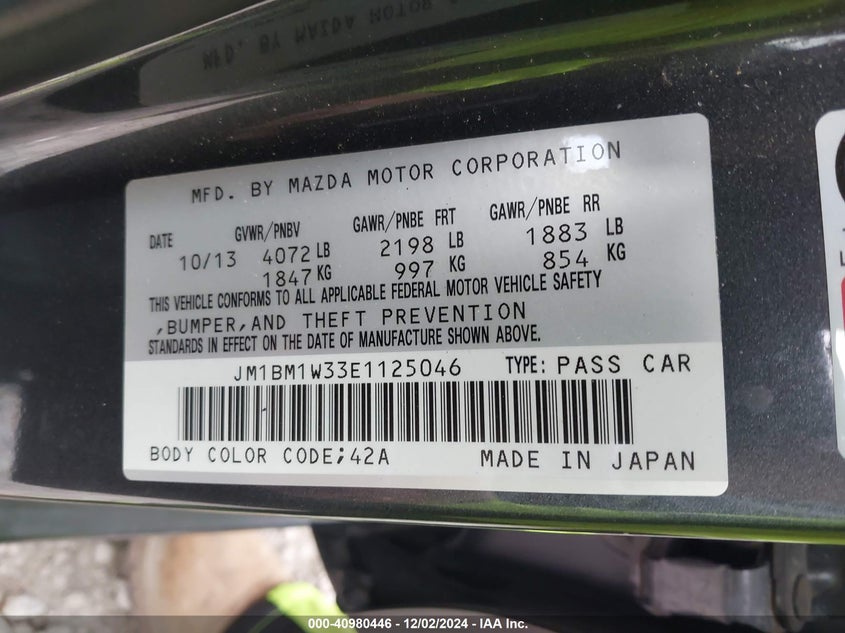 MFD. BY MAZDA MOTOR CORPORATION
DATE GVWR/PNBV GAWR/PNBE FRT GAWR/PNBE RR
10/13 4072 LB 2198 LB 1883 LB
1847 KG 997 KG 854 KG
THIS VEHICLE CONFORMS TO ALL APPLICABLE FEDERAL MOTOR VEHICLE SAFETY
,BUMPER,AND THEFT PREVENTION
STANDARDS IN EFFECT ON THE DATE OF MANUFACTURE SHOWN ABOVE.
JM1BM1W33E1125046 TYPE: PASS CAR
BODY COLOR CODE;42A MADE IN JAPAN
000-40980446 - 12/02/2024 - IAA Inc.